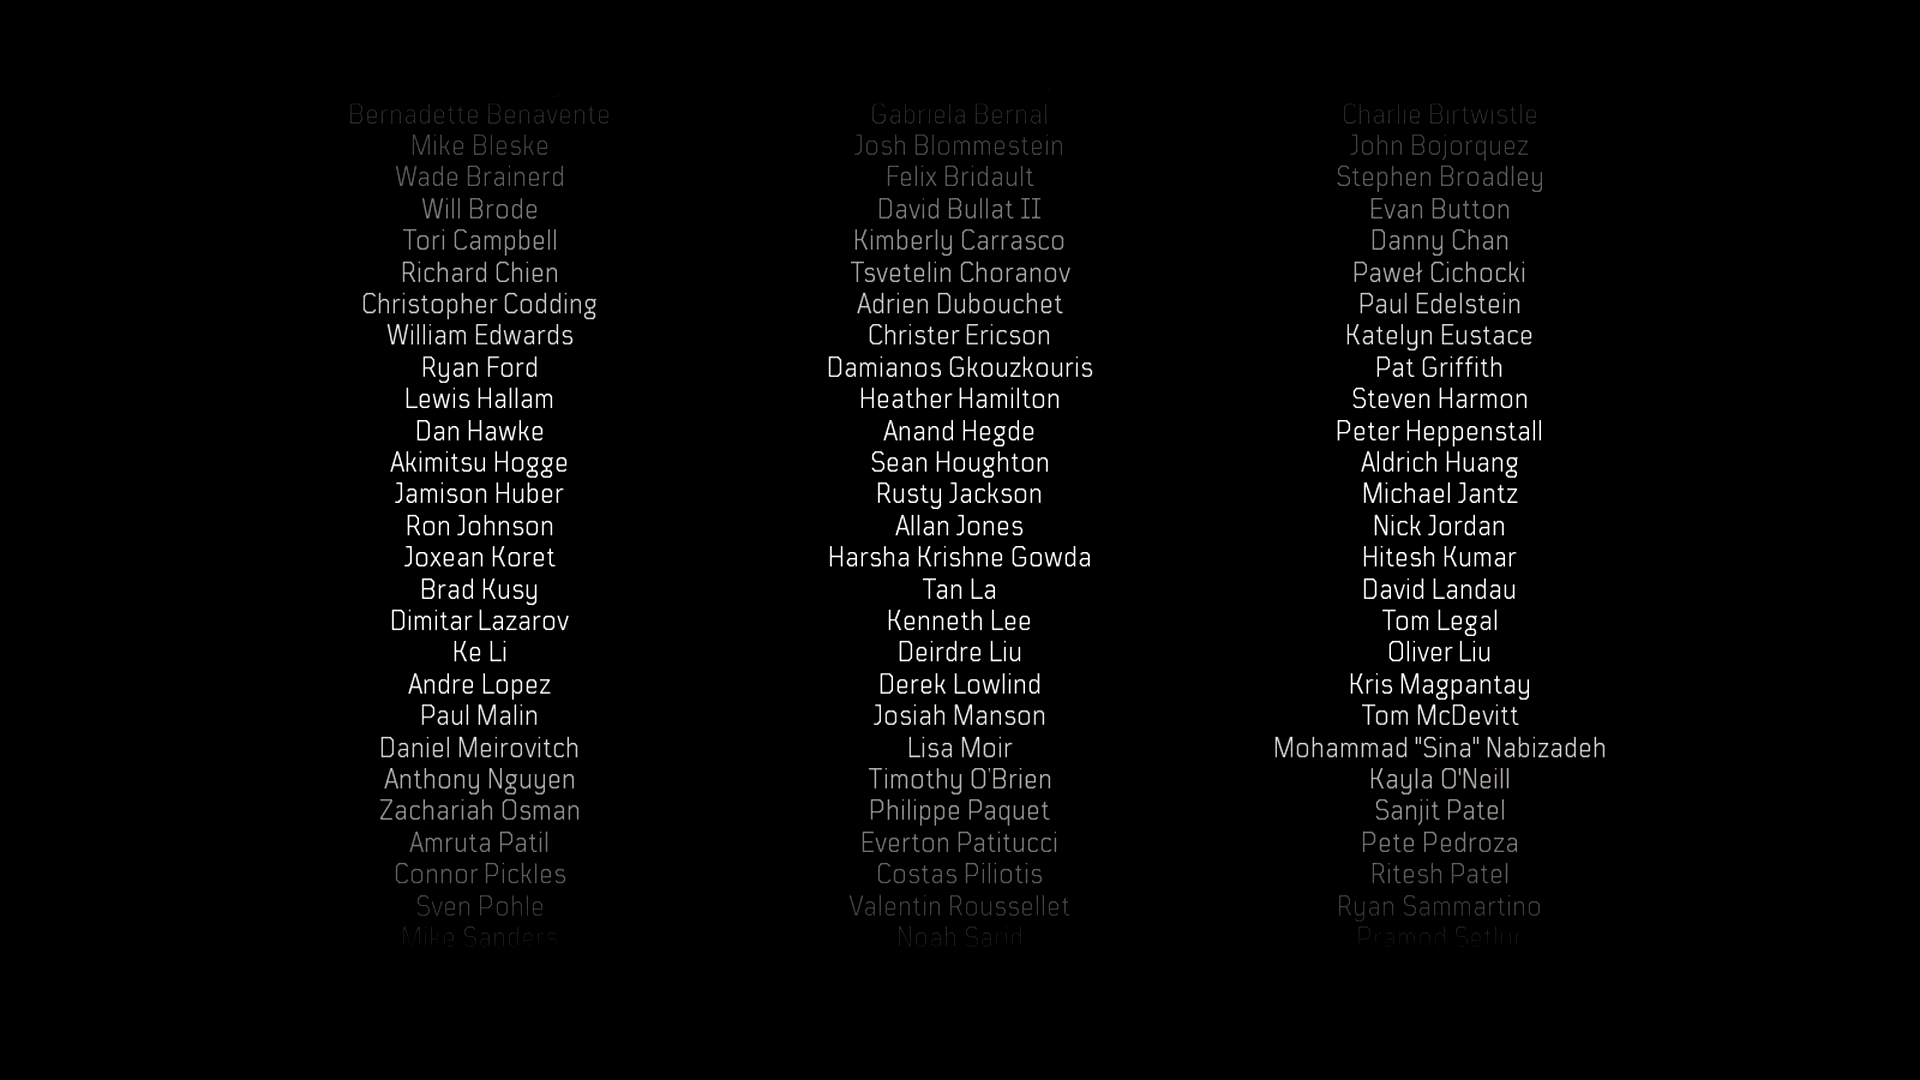 Bernadette Benavente Gabriela Bernal Charlie Birtwistle
Mike Bleske Josh Blommestein John Bojorquez
Wade Brainerd Felix Bridault Stephen Broadley
Will Brode David Bullat II Evan Button
Tori Campbell Kimberly Carrasco Danny Chan
Richard Chien Tsvetelin Choranov Paweł Cichocki
Christopher Codding Adrien Dubouchet Paul Edelstein
William Edwards Christer Ericson Katelyn Eustace
Ryan Ford Damianos Gkouzkouris Pat Griffith
Lewis Hallam Heather Hamilton Steven Harmon
Dan Hawke Anand Hegde Peter Heppenstall
Akimitsu Hogge Sean Houghton Aldrich Huang
Jamison Huber Rusty Jackson Michael Jantz
Ron Johnson Allan Jones Nick Jordan
Joxean Koret Harsha Krishne Gowda Hitesh Kumar
Brad Kusy Tan La David Landau
Dimitar Lazarov Kenneth Lee Tom Legal
Ke Li Deirdre Liu Oliver Liu
Andre Lopez Derek Lowlind Kris Magpantay
Paul Malin Josiah Manson Tom McDevitt
Daniel Meirovitch Lisa Moir Mohammad "Sina" Nabizadeh
Anthony Nguyen Timothy O'Brien Kayla O'Neill
Zachariah Osman Philippe Paquet Sanjit Patel
Amruta Patil Everton Patitucci Pete Pedroza
Connor Pickles Costas Piliotis Ritesh Patel
Sven Pohle Valentin Roussellet Ryan Sammartino
Mike Sanders Noah Sarid Pramod Setlur